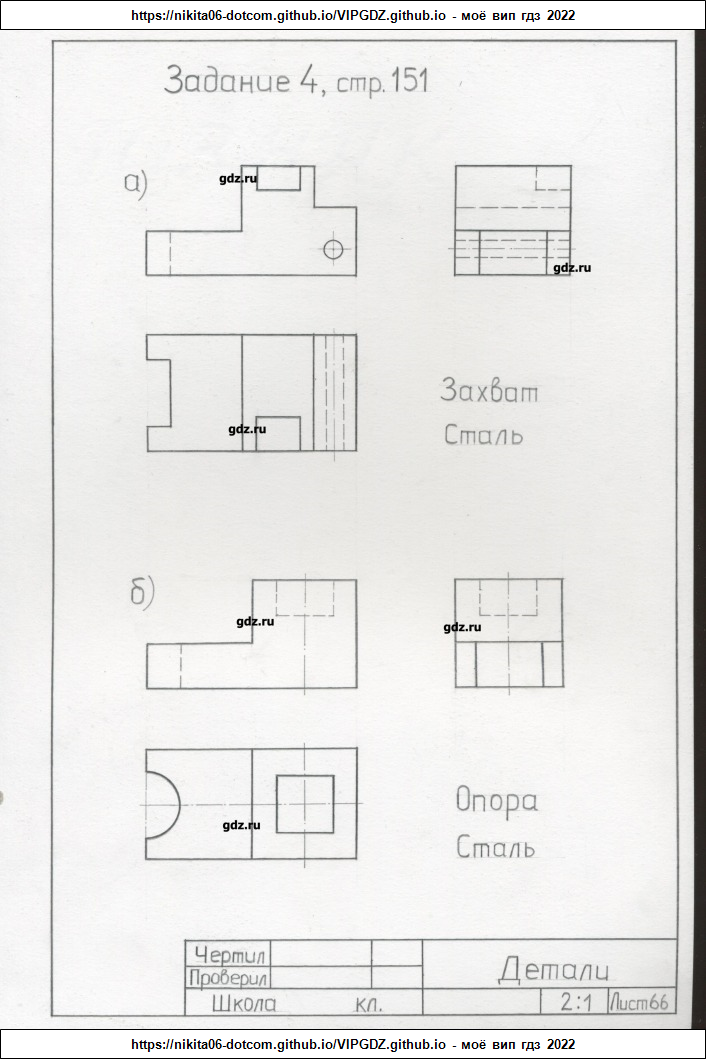 https://nikita06-dotcom.github.io/VIPGDZ.github.io - моё вип гдз 2022
Задание 4, стр. 151
а)
gdz.ru
gdz.ru
gdz.ru
Захват
Сталь
б)
gdz.ru
gdz.ru
gdz.ru
Опора
Сталь
Чертил
Проверил
Детали
Школа кл. 2:1 Лист 66
https://nikita06-dotcom.github.io/VIPGDZ.github.io - моё вип гдз 2022